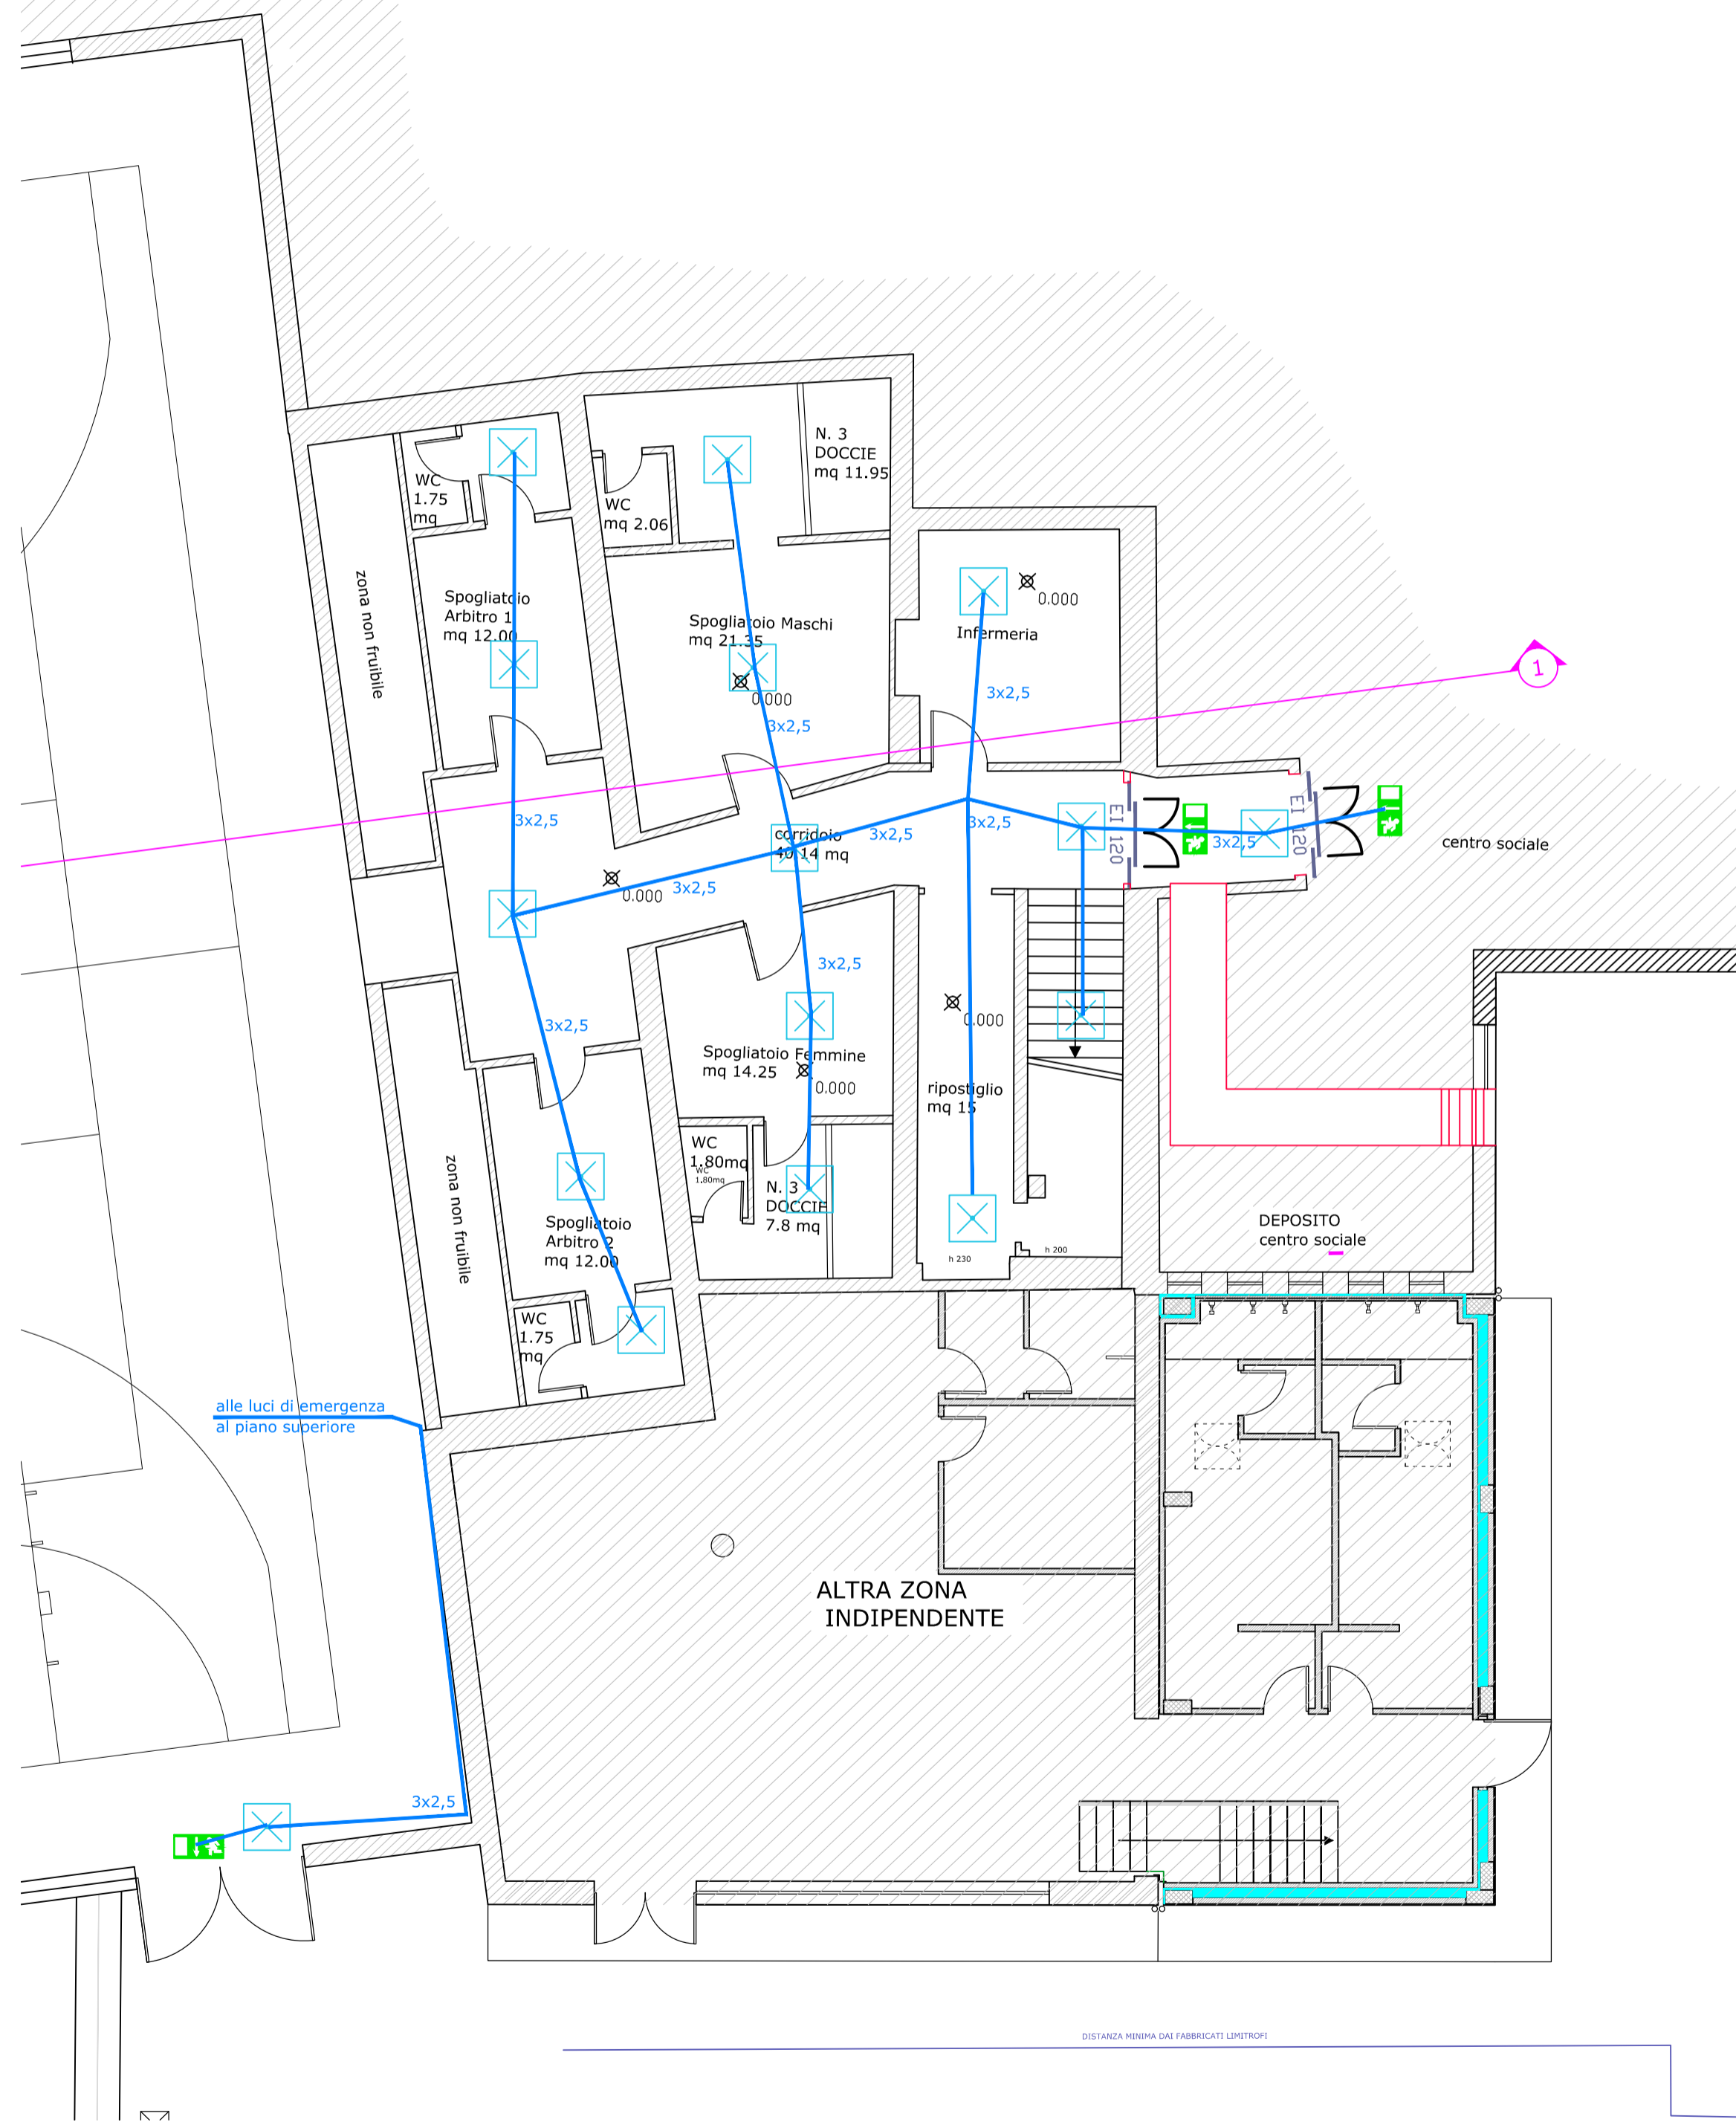 N. 3
DOCCIE
mq 11.95
WC
1.75
mq
WC
mq 2.06
zona non fruibile
Spogliatoio
Arbitro 1
mq 12.00
Spogliatoio Maschi
mq 21.35
0.000
3x2,5
0.000
Infermeria
3x2,5
1
3x2,5
corridoio
40.14 mq
3x2,5
3x2,5
EI 120
3x2,5
EI 120
centro sociale
3x2,5
0.000
3x2,5
3x2,5
0.000
Spogliatoio Femmine
mq 14.25
0.000
ripostiglio
mq 15
WC
1.80mq
WC
1.80mq
N. 3
DOCCIE
7.8 mq
zona non fruibile
Spogliatoio
Arbitro 2
mq 12.00
h 230
h 200
DEPOSITO
centro sociale
WC
1.75
mq
alle luci di emergenza
al piano superiore
ALTRA ZONA
INDIPENDENTE
3x2,5
DISTANZA MINIMA DAI FABBRICATI LIMITROFI